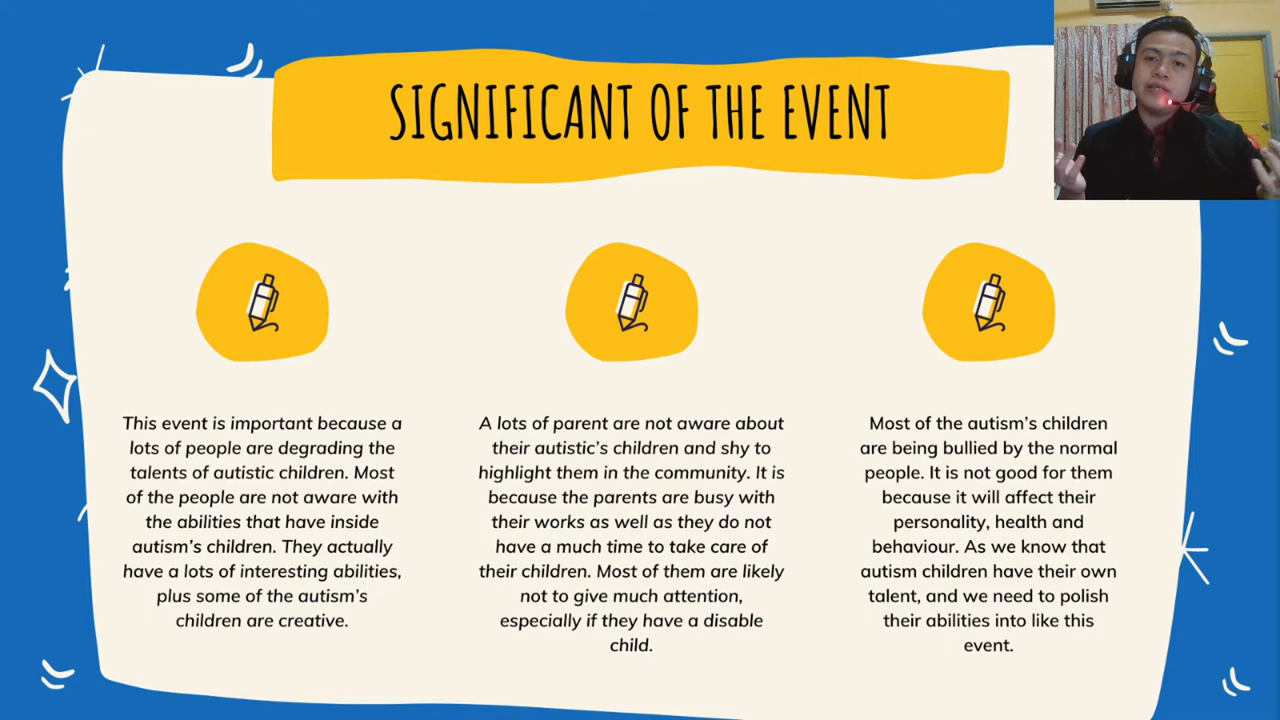 SIGNIFICANT OF THE EVENT
This event is important because a
lots of people are degrading the
talents of autistic children. Most
of the people are not aware with
the abilities that have inside
autism's children. They actually
have a lots of interesting abilities,
plus some of the autism's
children are creative.
A lots of parent are not aware about
their autistic's children and shy to
highlight them in the community. It is
because the parents are busy with
their works as well as they do not
have a much time to take care of
their children. Most of them are likely
not to give much attention,
especially if they have a disable
child.
Most of the autism's children
are being bullied by the normal
people. It is not good for them
because it will affect their
personality, health and
behaviour. As we know that
autism children have their own
talent, and we need to polish
their abilities into like this
event.